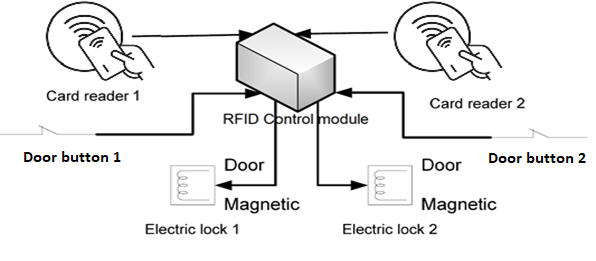 Card reader 1
Card reader 2
RFID Control module
Door button 1
Door button 2
Door
Magnetic
Electric lock 1
Door
Magnetic
Electric lock 2